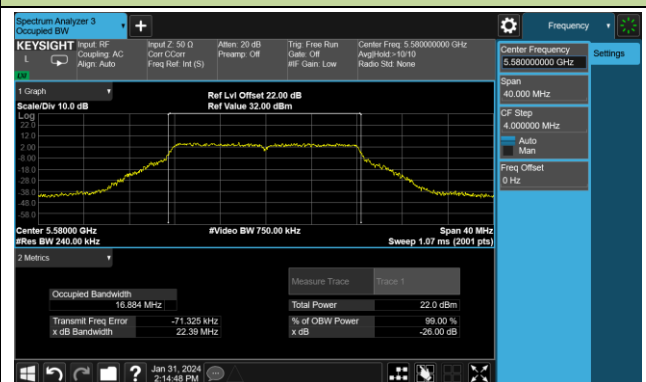 Spectrum Analyzer 3
Occupied BW
Frequency
KEYSIGHT
L
LXI
Input: RF
Coupling: AC
Align: Auto
Input Z: 50 Ω
Corr CCorr
Freq Ref: Int (S)
Atten: 20 dB
Preamp: Off
Trig: Free Run
Gate: Off
#IF Gain: Low
Center Freq: 5.580000000 GHz
Avg|Hold:>10/10
Radio Std: None
Center Frequency
5.580000000 GHz
Settings
Span
40.000 MHz
CF Step
4.000000 MHz
Auto
Man
Freq Offset
0 Hz
1 Graph
Scale/Div 10.0 dB
Ref Lvl Offset 22.00 dB
Ref Value 32.00 dBm
Log
22.0
12.0
2.00
-8.00
-18.0
-28.0
-38.0
-48.0
-58.0
Center 5.58000 GHz
#Res BW 240.00 kHz
#Video BW 750.00 kHz
Span 40 MHz
Sweep 1.07 ms (2001 pts)
2 Metrics
Measure Trace
Trace 1
Occupied Bandwidth
16.884 MHz
Total Power
22.0 dBm
Transmit Freq Error
-71.325 kHz
% of OBW Power
99.00 %
x dB Bandwidth
22.39 MHz
x dB
-26.00 dB
?
Jan 31, 2024
2:14:48 PM